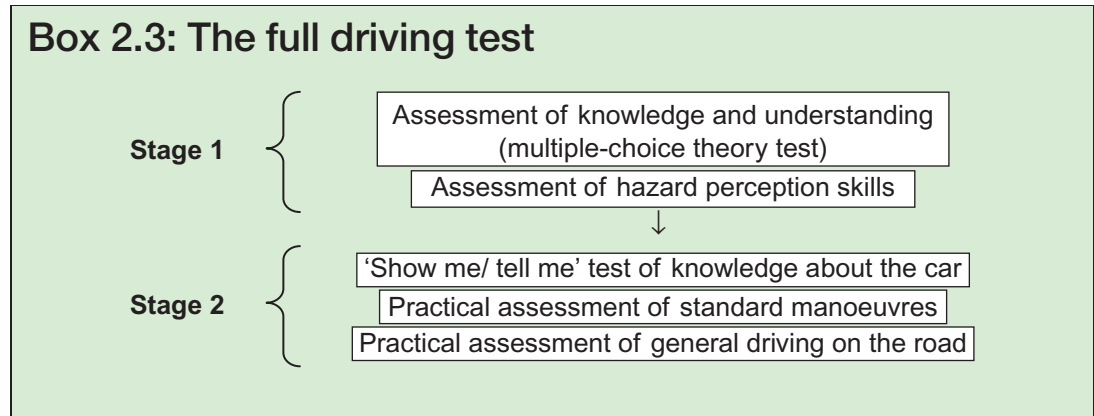 Box 2.3: The full driving test
Stage 1
Assessment of knowledge and understanding
(multiple-choice theory test)
Assessment of hazard perception skills
↓
Stage 2
‘Show me/ tell me’ test of knowledge about the car
Practical assessment of standard manoeuvres
Practical assessment of general driving on the road